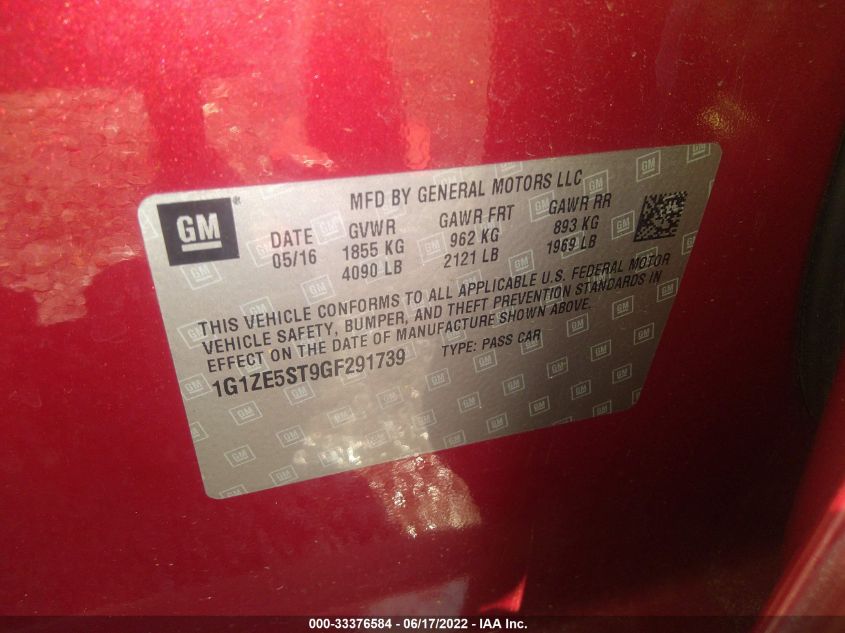 GM
MFD BY GENERAL MOTORS LLC
DATE GVWR GAWR FRT GAWR RR
05/16 1855 KG 962 KG 893 KG
4090 LB 2121 LB 1969 LB
THIS VEHICLE CONFORMS TO ALL APPLICABLE U.S. FEDERAL MOTOR
VEHICLE SAFETY, BUMPER, AND THEFT PREVENTION STANDARDS IN
EFFECT ON THE DATE OF MANUFACTURE SHOWN ABOVE.
1G1ZE5ST9GF291739 TYPE: PASS CAR
000-33376584 - 06/17/2022 - IAA Inc.